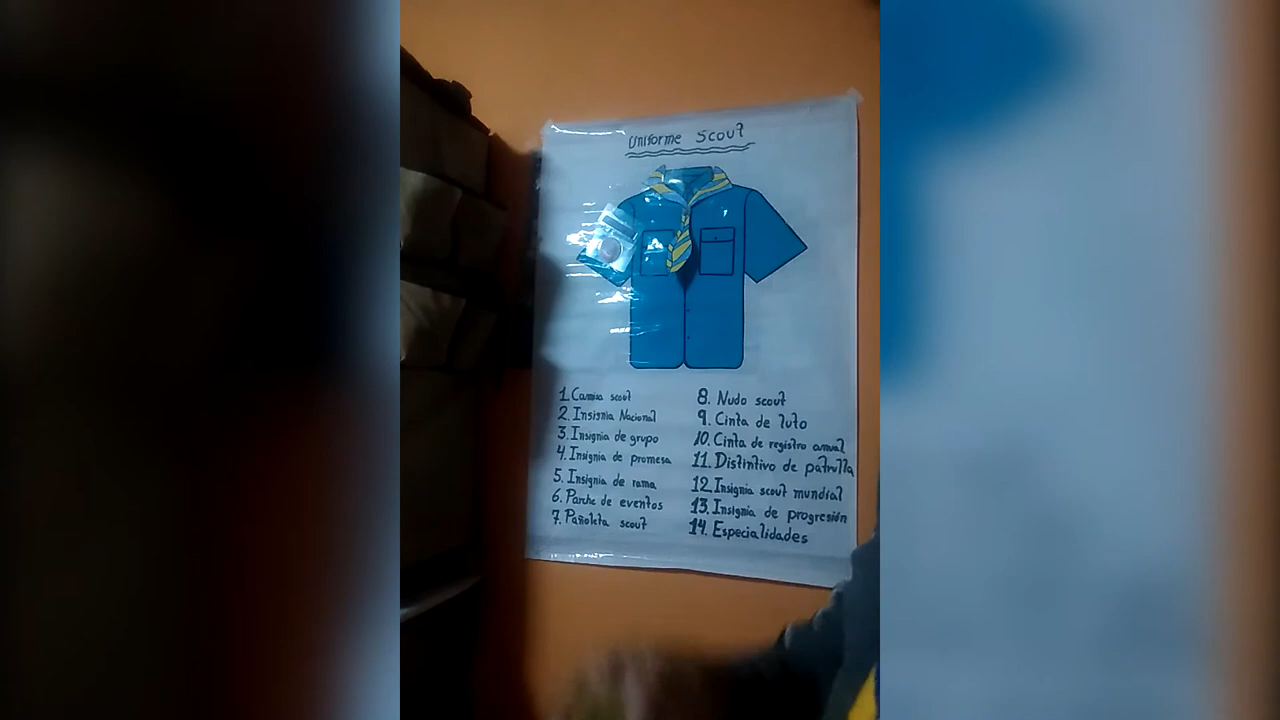 Uniforme Scout
1. Camisa scout
2. Insignia Nacional
3. Insignia de grupo
4. Insignia de promesa
5. Insignia de rama
6. Parche de eventos
7. Pañoleta scout
8. Nudo scout
9. Cinta de luto
10. Cinta de registro anual
11. Distintivo de patrulla
12. Insignia scout mundial
13. Insignia de progresión
14. Especialidades